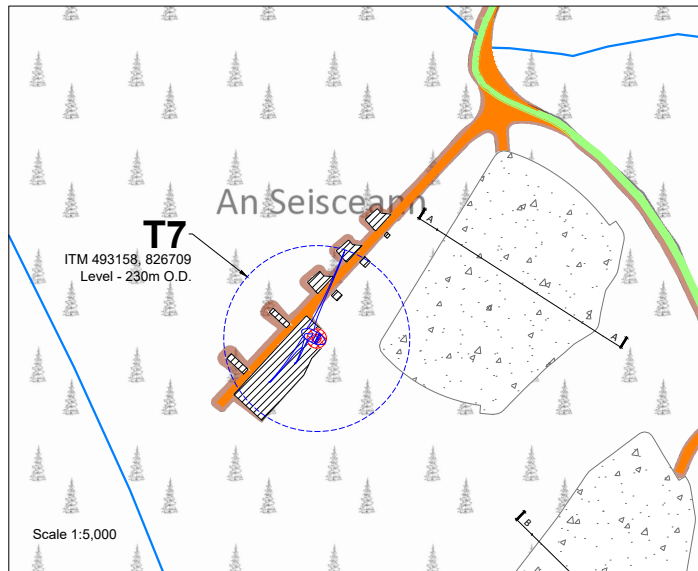 An Seisceann
T7
ITM 493158, 826709
Level - 230m O.D.
A
A
B
Scale 1:5,000